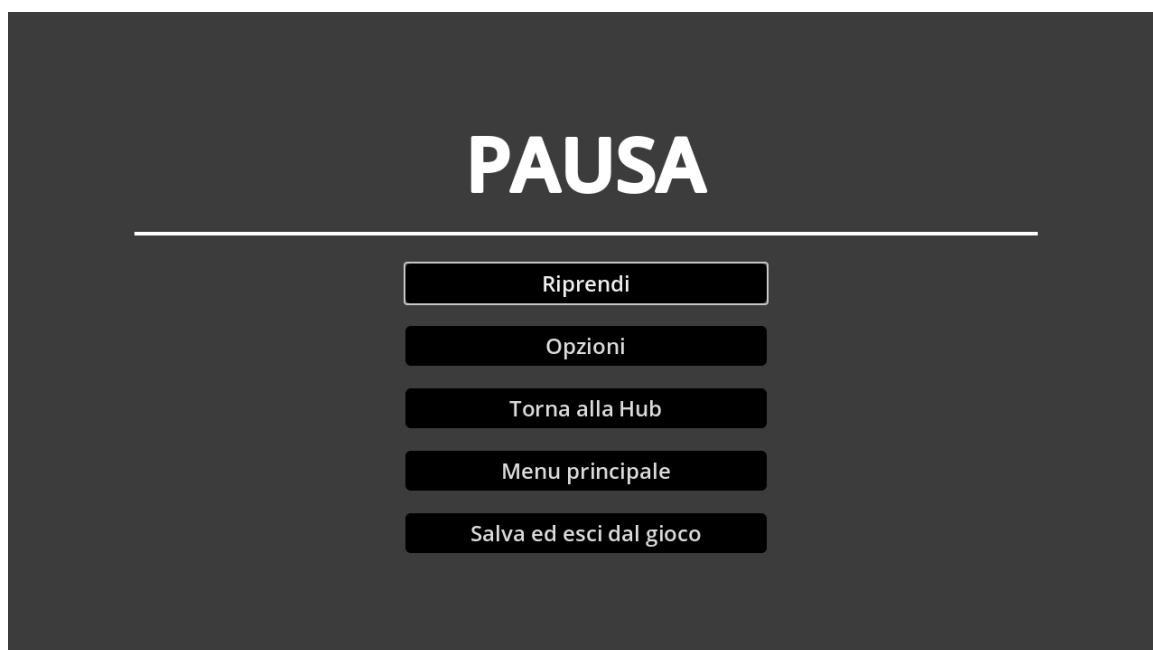 PAUSA
Riprendi
Opzioni
Torna alla Hub
Menu principale
Salva ed esci dal gioco